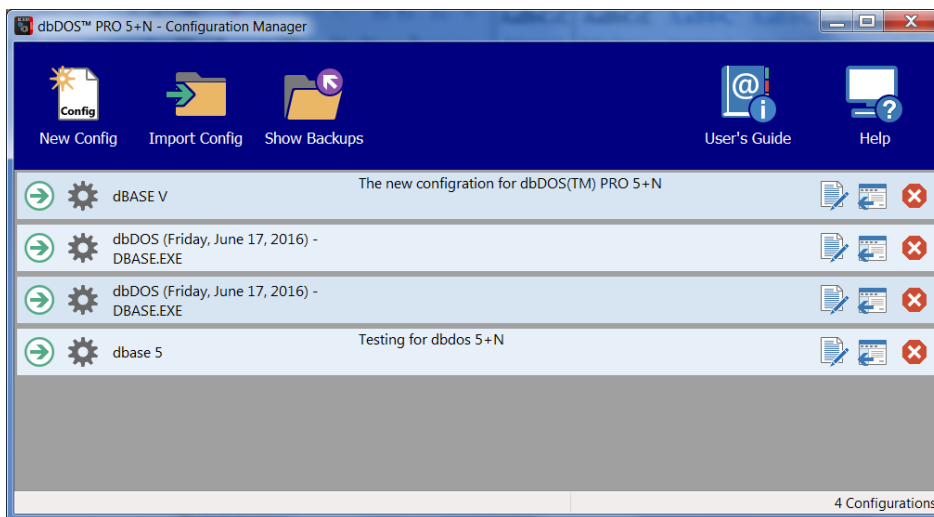 dbDOS™ PRO 5+N - Configuration Manager
Config
New Config
Import Config
Show Backups
User's Guide
Help
dBASE V
The new configration for dbDOS(TM) PRO 5+N
dbDOS (Friday, June 17, 2016) -
DBASE.EXE
dbDOS (Friday, June 17, 2016) -
DBASE.EXE
dbase 5
Testing for dbdos 5+N
4 Configurations